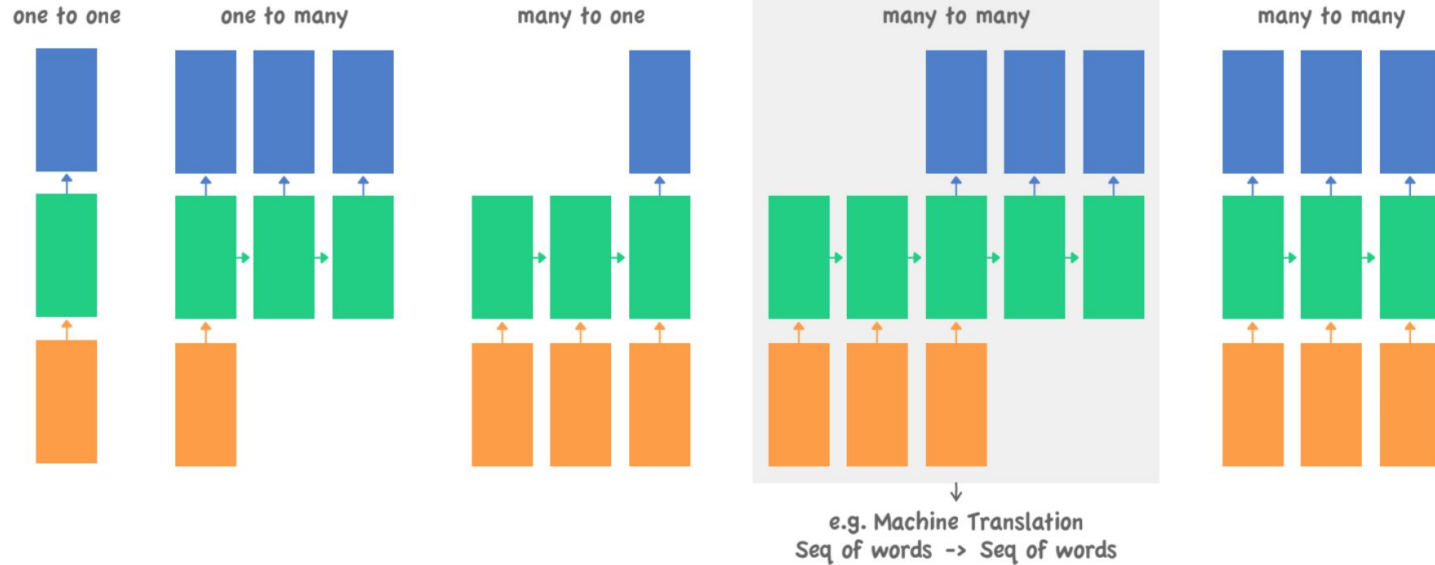 one to one
one to many
many to one
many to many
many to many
e.g. Machine Translation
Seq of words -> Seq of words